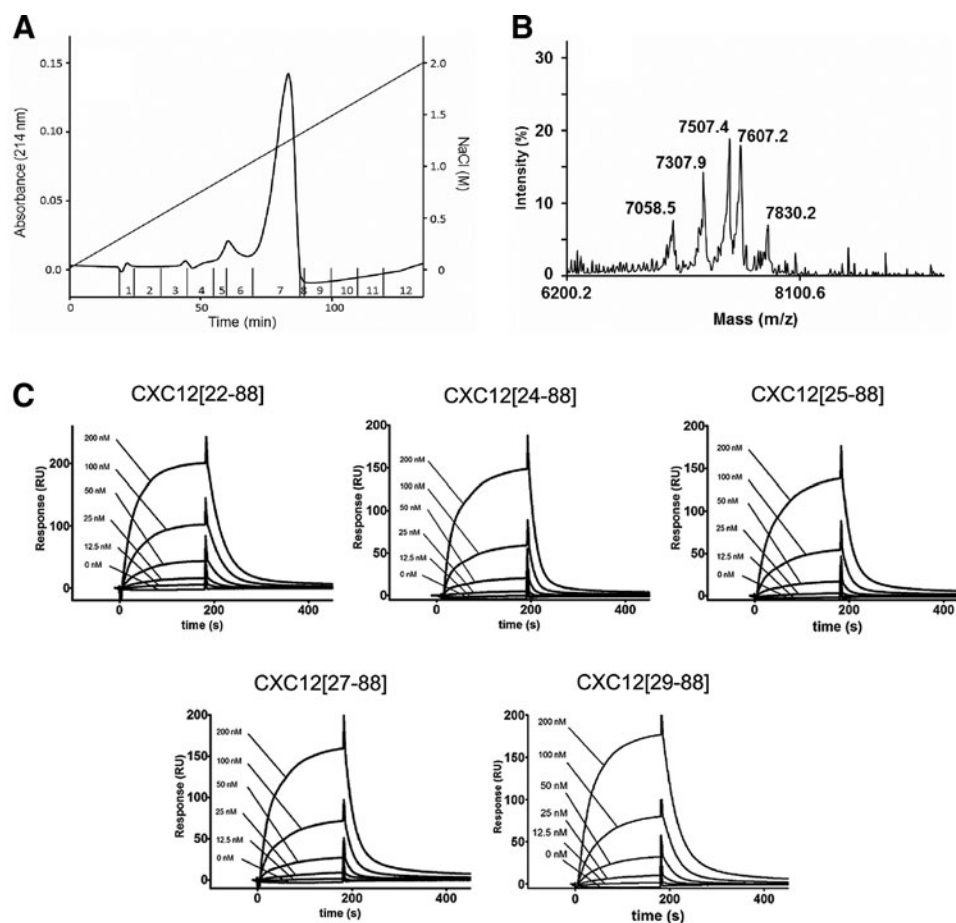 A
Absorbance (214 nm)
0.15
0.10
0.05
0.0
2.0
1.5
1.0
0.5
0
NaCl (M)
1 2 3 4 5 6 7 8 9 10 11 12
0 50 100
Time (min)
B
Intensity (%)
30
20
10
0
7058.5
7307.9
7507.4
7607.2
7830.2
6200.2 8100.6
Mass (m/z)
C
CXC12[22-88]
Response (RU)
200
100
0
200 nM
100 nM
50 nM
25 nM
12.5 nM
0 nM
0 200 400
time (s)
CXC12[24-88]
Response (RU)
200
150
100
50
0
200 nM
100 nM
50 nM
25 nM
12.5 nM
0 nM
0 200 400
time (s)
CXC12[25-88]
Response (RU)
200
150
100
50
0
200 nM
100 nM
50 nM
25 nM
12.5 nM
0 nM
0 200 400
time (s)
CXC12[27-88]
Response (RU)
200
150
100
50
0
200 nM
100 nM
50 nM
25 nM
12.5 nM
0 nM
0 200 400
time (s)
CXC12[29-88]
Response (RU)
200
150
100
50
0
200 nM
100 nM
50 nM
25 nM
12.5 nM
0 nM
0 200 400
time (s)